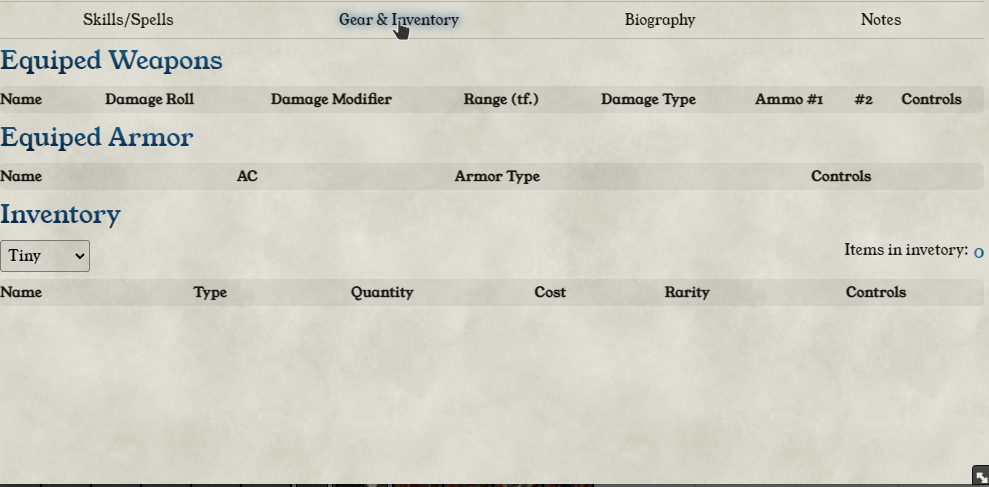 Skills/Spells Gear & Inventory Biography Notes
Equiped Weapons
Name Damage Roll Damage Modifier Range (tf.) Damage Type Ammo #1 #2 Controls
Equiped Armor
Name AC Armor Type Controls
Inventory
Tiny Items in invetory: 0
Name Type Quantity Cost Rarity Controls